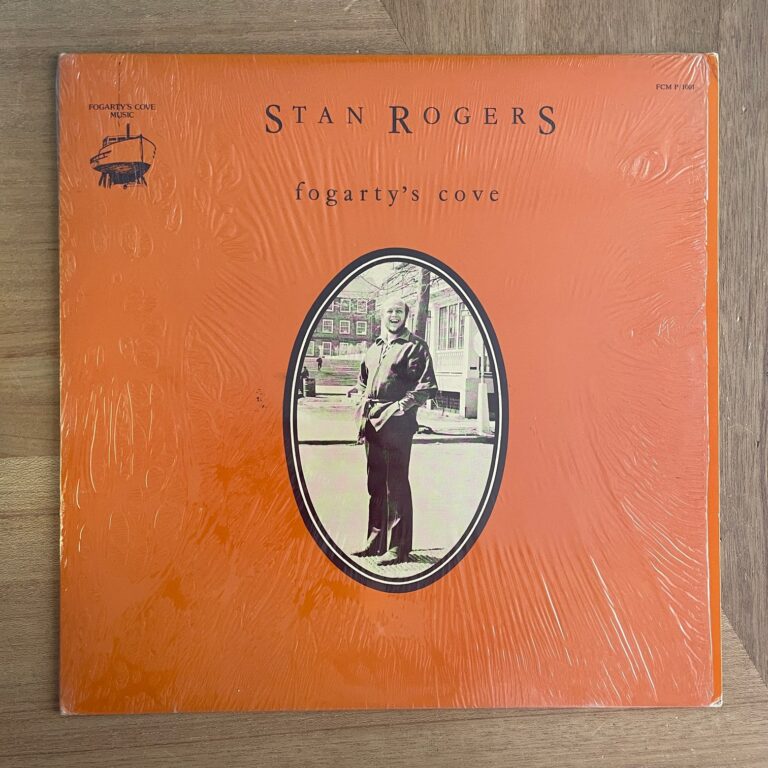 FOGARTY'S COVE
MUSIC
STAN ROGERS
FCM P 1001
fogarty's cove